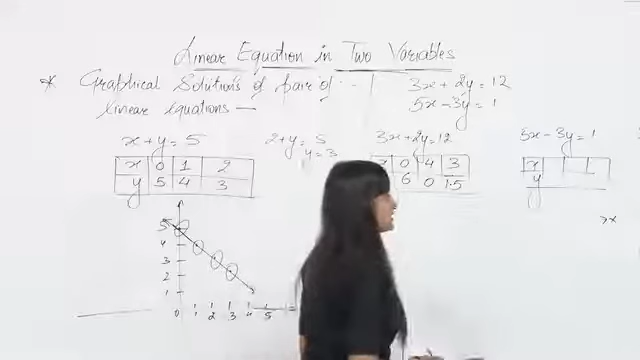 Linear Equation in Two Variables
* Graphical Solutions of pair of :-
linear equations —
3x + 2y = 12
5x - 3y = 1
x + y = 5
x 0 1 2
y 5 4 3
2 + y = 5
y = 3
3x + 2y = 12
0 4 3
6 0 1.5
5x - 3y = 1
x
y
5
4
3
2
1
0 1 2 3 4 5